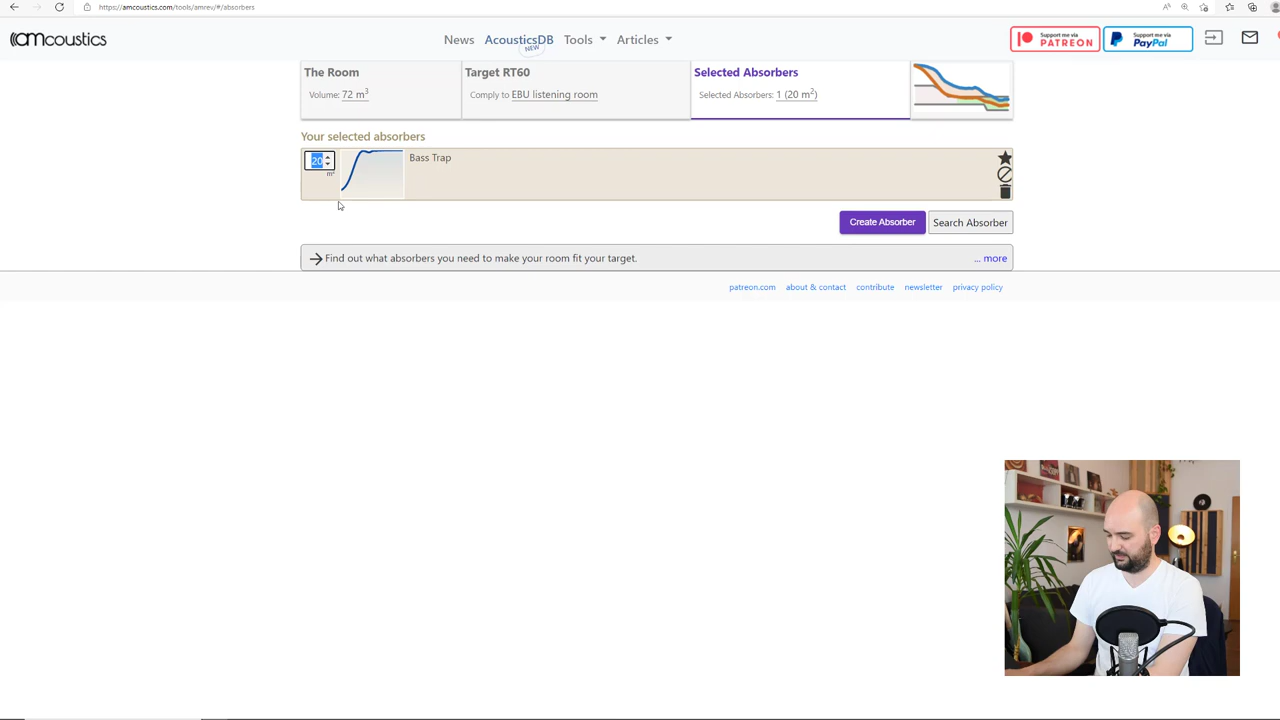 https://amcoustics.com/tools/amrev/#/absorbers
amcoustics
News
AcousticsDB
NEW
Tools
Articles
Support me via
PATREON
Support me via
PayPal
The Room
Volume: 72 m³
Target RT60
Comply to EBU listening room
Selected Absorbers
Selected Absorbers: 1 (20 m²)
Your selected absorbers
20
m²
Bass Trap
Create Absorber
Search Absorber
Find out what absorbers you need to make your room fit your target.
... more
patreon.com
about & contact
contribute
newsletter
privacy policy